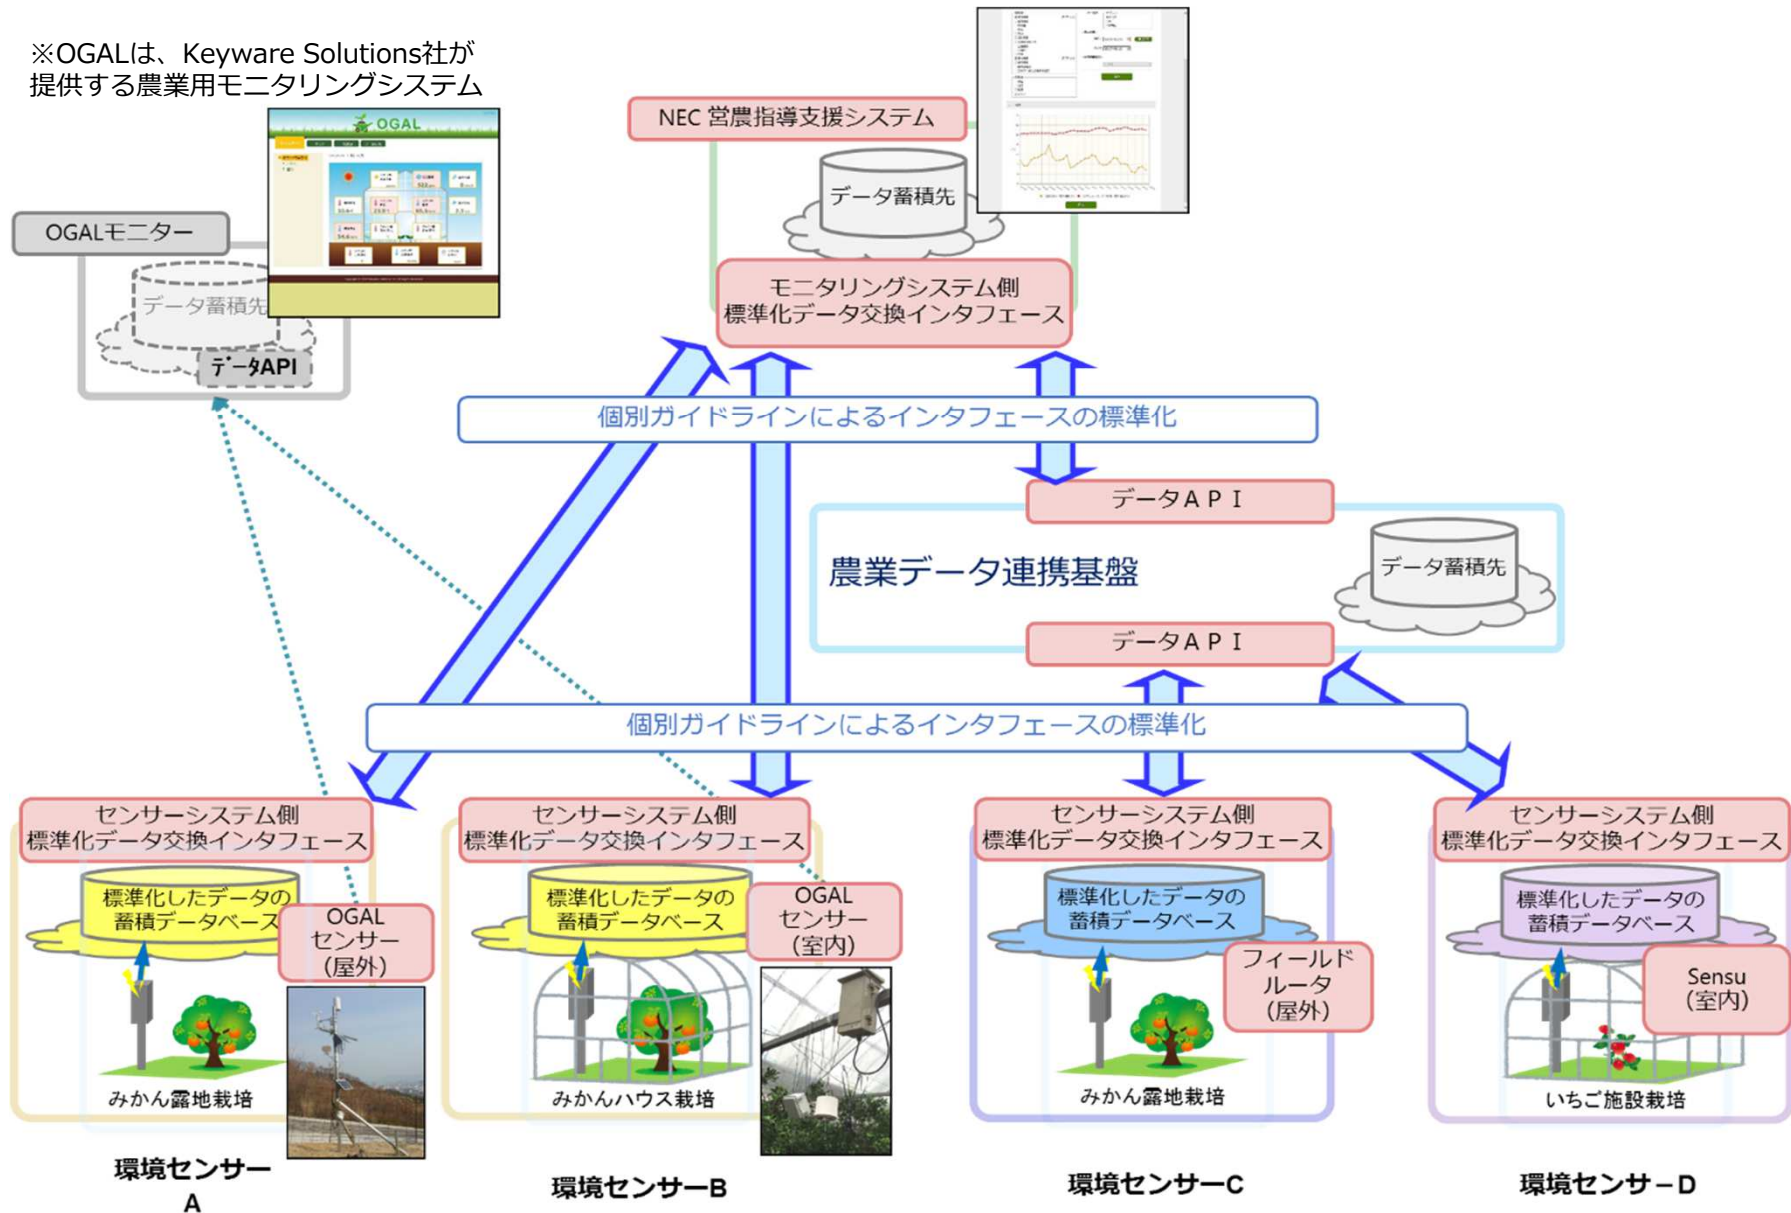 ※OGALは、Keyware Solutions社が
提供する農業用モニタリングシステム
OGAL
NEC 営農指導支援システム
データ蓄積先
OGALモニター
データ蓄積先
データAPI
モニタリングシステム側
標準化データ交換インタフェース
個別ガイドラインによるインタフェースの標準化
データＡＰＩ
農業データ連携基盤
データ蓄積先
データＡＰＩ
個別ガイドラインによるインタフェースの標準化
センサーシステム側
標準化データ交換インタフェース
標準化したデータの
蓄積データベース
OGAL
センサー
（屋外）
みかん露地栽培
環境センサー
A
センサーシステム側
標準化データ交換インタフェース
標準化したデータの
蓄積データベース
OGAL
センサー
（室内）
みかんハウス栽培
環境センサーB
センサーシステム側
標準化データ交換インタフェース
標準化したデータの
蓄積データベース
フィールド
ルータ
（屋外）
みかん露地栽培
環境センサーC
センサーシステム側
標準化データ交換インタフェース
標準化したデータの
蓄積データベース
Sensu
（室内）
いちご施設栽培
環境センサ－D